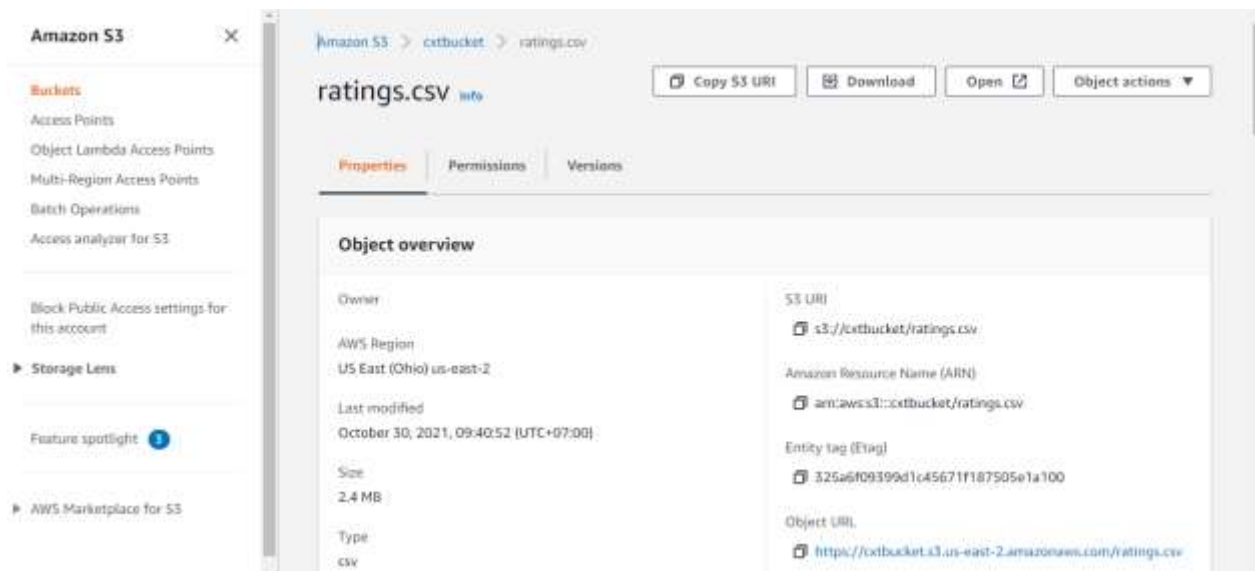 Amazon S3
Buckets
Access Points
Object Lambda Access Points
Multi-Region Access Points
Batch Operations
Access analyzer for S3
Block Public Access settings for
this account
Storage Lens
Feature spotlight 3
AWS Marketplace for S3
Amazon S3 > cxtbucket > ratings.csv
ratings.csv Info
Copy S3 URI Download Open Object actions
Properties Permissions Versions
Object overview
Owner
AWS Region
US East (Ohio) us-east-2
Last modified
October 30, 2021, 09:40:52 (UTC+07:00)
Size
2.4 MB
Type
csv
S3 URI
s3://cxtbucket/ratings.csv
Amazon Resource Name (ARN)
arn:aws:s3:::cxtbucket/ratings.csv
Entity tag (Etag)
325a6f09399d1c45671f187505e1a100
Object URL
https://cxtbucket.s3.us-east-2.amazonaws.com/ratings.csv